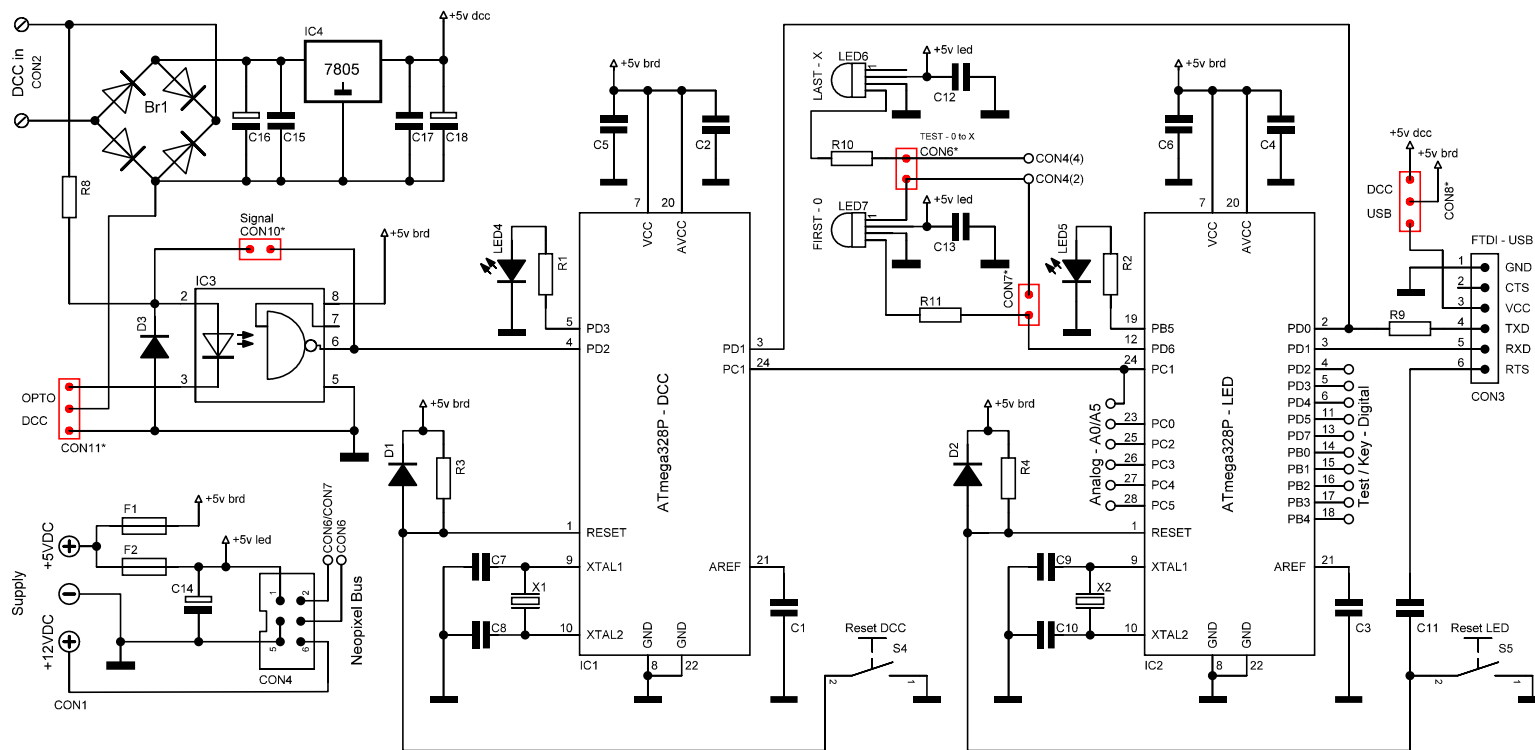 DCC in
CON2
Br1
R8
IC4
7805
+5v dcc
C16
C15
C17
C18
Signal
CON10*
+5v brd
IC3
2
3
8
7
6
5
D3
OPTO
DCC
CON11*
Supply
+5VDC
+12VDC
CON1
F1
F2
+5v brd
+5v led
C14
CON6/CON7
CON6
1
2
5
6
CON4
Neopixel Bus
+5v brd
C5
C2
7
20
VCC
AVCC
LED4
R1
5 PD3
4 PD2
PD1 3
PC1 24
ATmega328P - DCC
+5v brd
D1
R3
1 RESET
C7
9 XTAL1
X1
C8
10 XTAL2
AREF 21
C1
GND
GND
8
22
IC1
Reset DCC
S4
2
1
LAST - X
LED6
1
+5v led
C12
R10
TEST - 0 to X
CON6*
CON4(4)
CON4(2)
FIRST - 0
LED7
1
+5v led
C13
R11
CON7*
+5v brd
C6
C4
7
20
VCC
AVCC
LED5
R2
19 PB5
12 PD6
24 PC1
23 PC0
25 PC2
26 PC3
27 PC4
28 PC5
Analog - A0/A5
ATmega328P - LED
PD0 2
PD1 3
PD2 4
PD3 5
PD4 6
PD5 11
PD7 13
PB0 14
PB1 15
PB2 16
PB3 17
PB4 18
Test / Key - Digital
+5v brd
D2
R4
1 RESET
C9
9 XTAL1
X2
C10
10 XTAL2
AREF 21
C3
GND
GND
8
22
IC2
C11
Reset LED
S5
2
1
+5v dcc
+5v brd
DCC
USB
CON8*
FTDI - USB
1 GND
2 CTS
3 VCC
R9
4 TXD
5 RXD
6 RTS
CON3